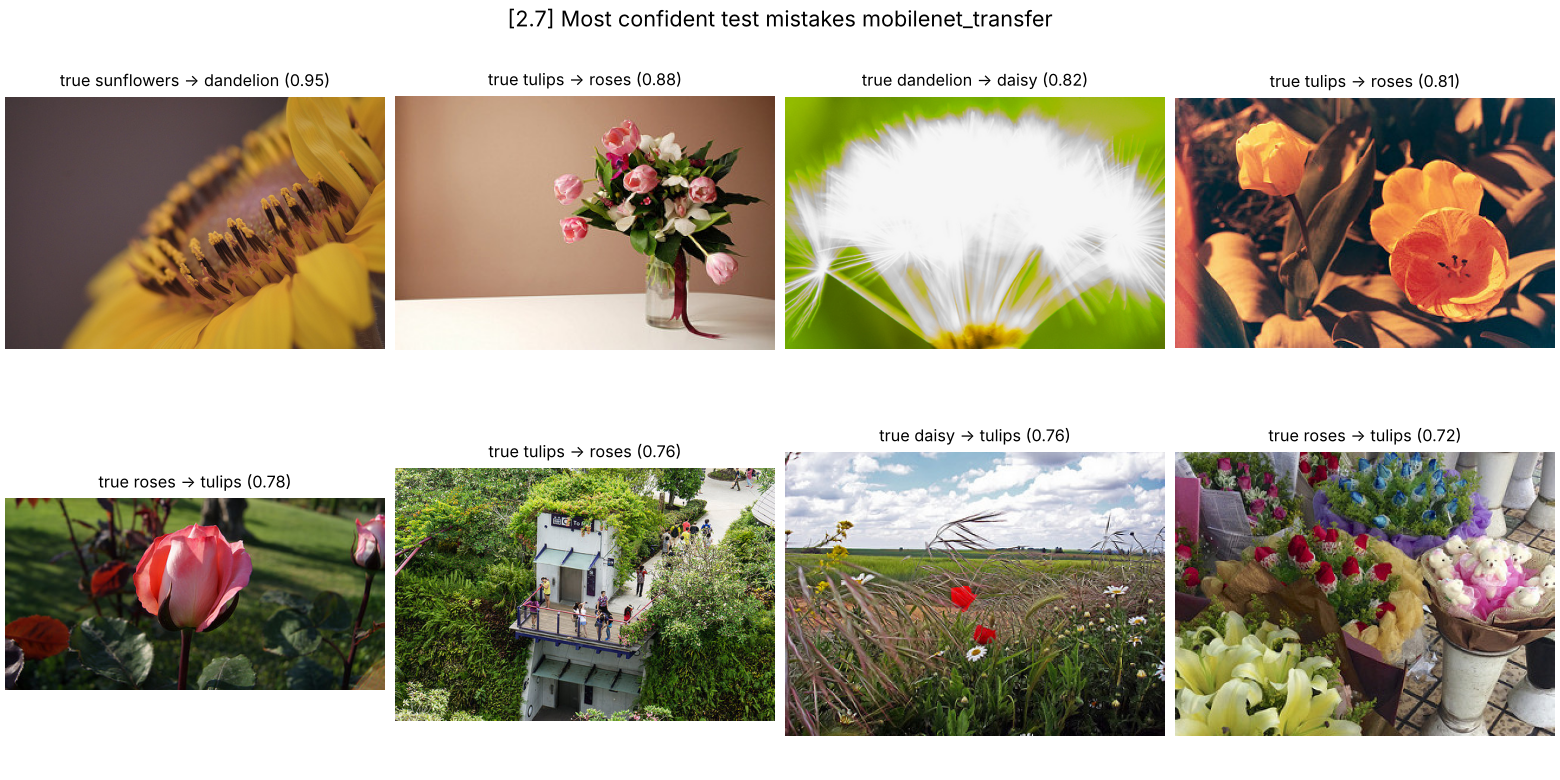 [2.7] Most confident test mistakes mobilenet_transfer
true sunflowers → dandelion (0.95)
true tulips → roses (0.88)
true dandelion → daisy (0.82)
true tulips → roses (0.81)
true roses → tulips (0.78)
true tulips → roses (0.76)
true daisy → tulips (0.76)
true roses → tulips (0.72)